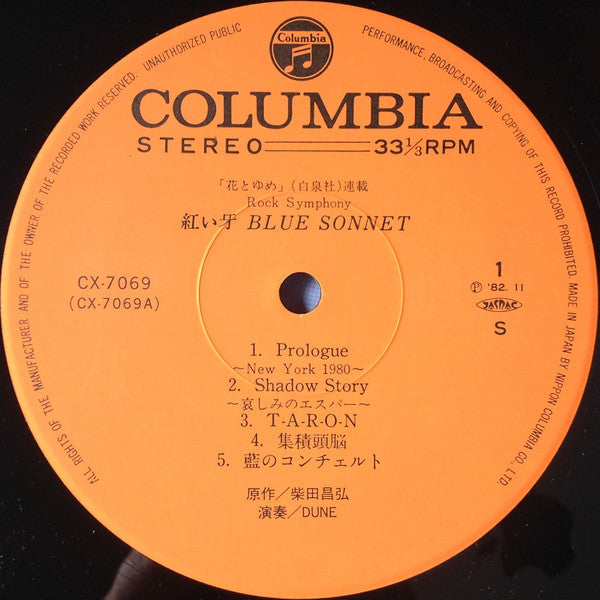 ALL RIGHTS OF THE MANUFACTURER AND OF THE OWNER OF THE RECORDED WORK RESERVED. UNAUTHORIZED PUBLIC PERFORMANCE, BROADCASTING AND COPYING OF THIS RECORD PROHIBITED. MADE IN JAPAN BY NIPPON COLUMBIA CO., LTD.
Columbia
COLUMBIA
STEREO 33 1/3 RPM
「花とゆめ」(白泉社)連載
Rock Symphony
紅い牙 BLUE SONNET
CX-7069
(CX-7069A)
1
Ⓟ '82. 11
JASRAC
S
1. Prologue
〜New York 1980〜
2. Shadow Story
〜哀しみのエスパー〜
3. T-A-R-O-N
4. 集積頭脳
5. 藍のコンチェルト
原作/柴田昌弘
演奏/DUNE